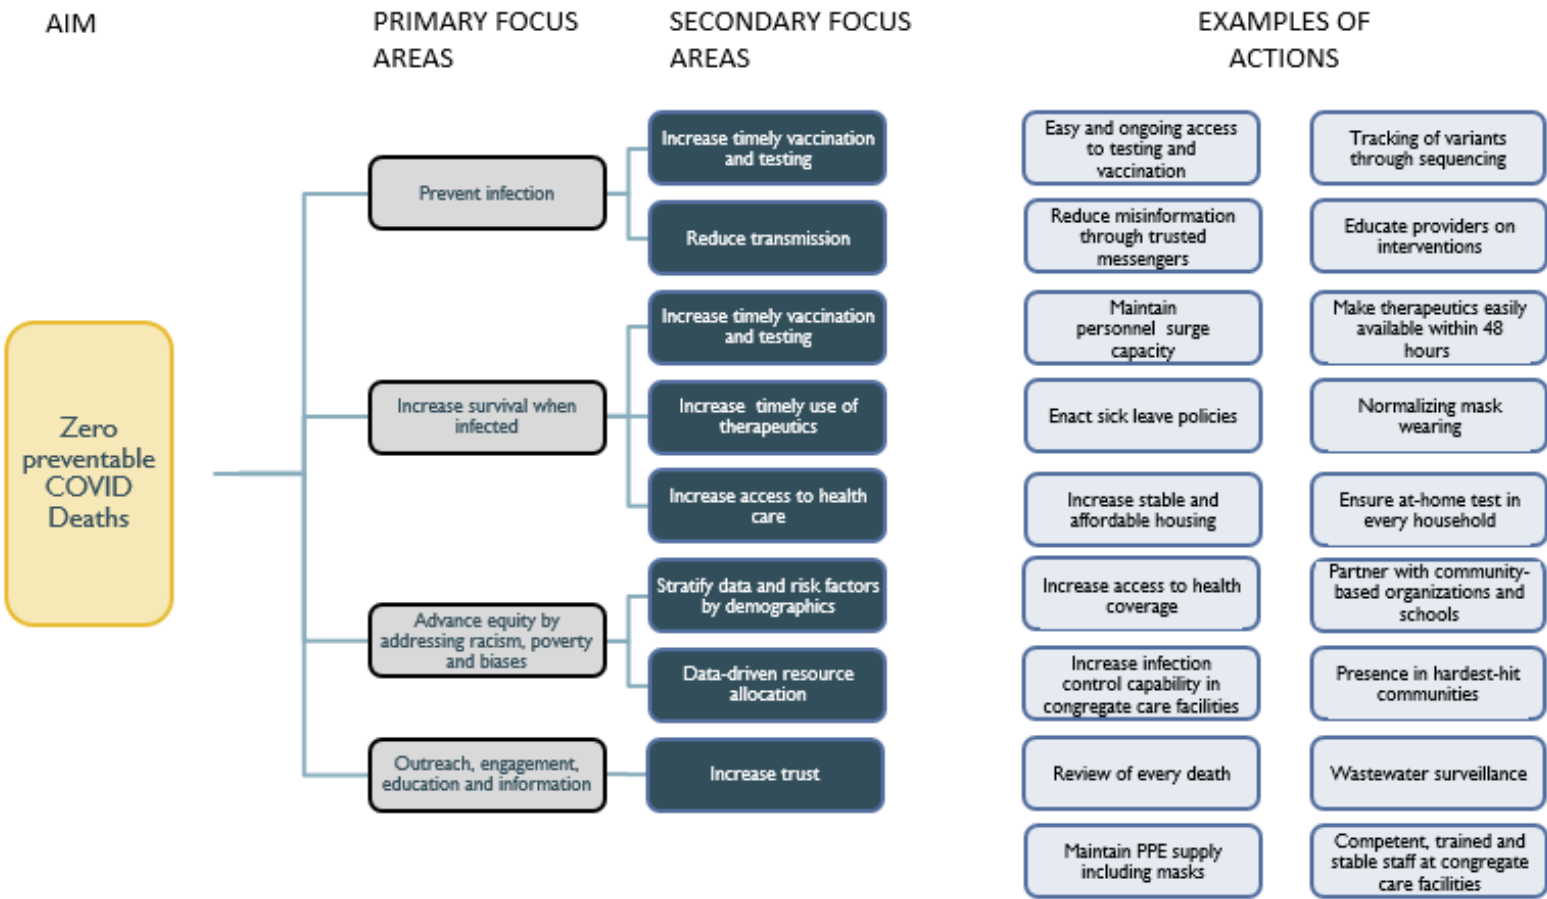 AIM
PRIMARY FOCUS
AREAS
SECONDARY FOCUS
AREAS
EXAMPLES OF
ACTIONS
Zero
preventable
COVID
Deaths
Prevent infection
Increase survival when
infected
Advance equity by
addressing racism, poverty
and biases
Outreach, engagement,
education and information
Increase timely vaccination
and testing
Reduce transmission
Increase timely vaccination
and testing
Increase timely use of
therapeutics
Increase access to health
care
Stratify data and risk factors
by demographics
Data-driven resource
allocation
Increase trust
Easy and ongoing access
to testing and
vaccination
Tracking of variants
through sequencing
Reduce misinformation
through trusted
messengers
Educate providers on
interventions
Maintain
personnel surge
capacity
Make therapeutics easily
available within 48
hours
Enact sick leave policies
Normalizing mask
wearing
Increase stable and
affordable housing
Ensure at-home test in
every household
Increase access to health
coverage
Partner with community-
based organizations and
schools
Increase infection
control capability in
congregate care facilities
Presence in hardest-hit
communities
Review of every death
Wastewater surveillance
Maintain PPE supply
including masks
Competent, trained and
stable staff at congregate
care facilities